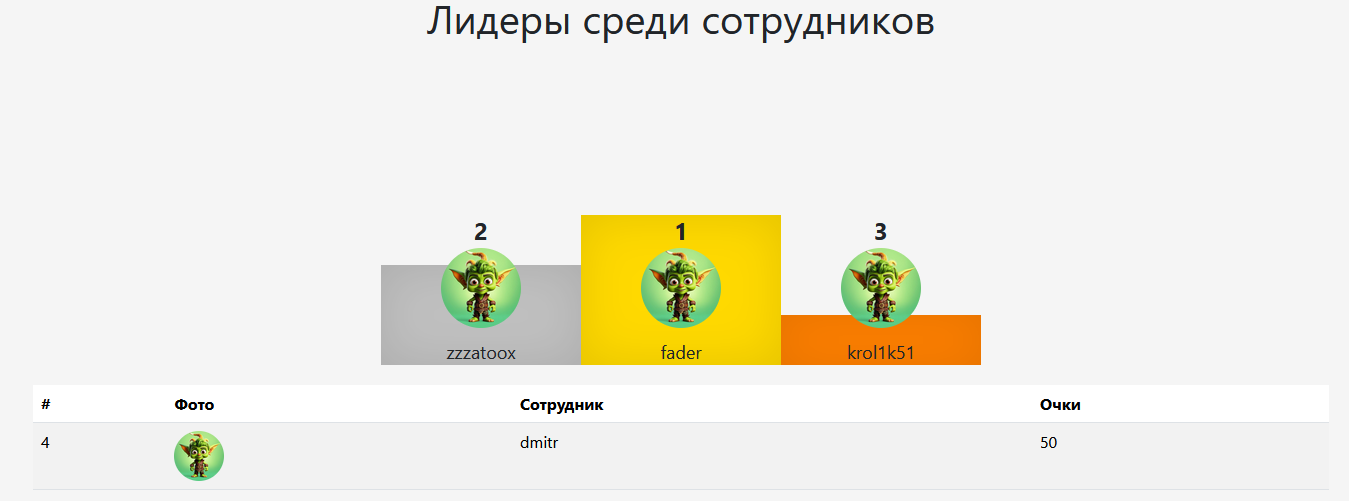 Лидеры среди сотрудников
2 1 3
zzzatoox fader krol1k51
# Фото Сотрудник Очки
4 dmitr 50